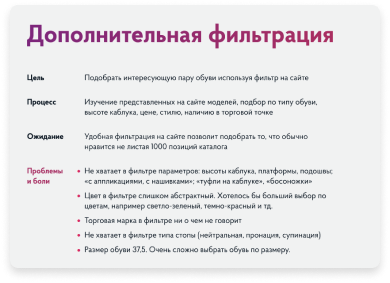 Дополнительная фильтрация
Цель
Подобрать интересующую пару обуви используя фильтр на сайте
Процесс
Изучение представленных на сайте моделей, подбор по типу обуви,
высоте каблука, цене, стилю, наличию в торговой точке
Ожидание
Удобная фильтрация на сайте позволит подобрать то, что обычно
нравится не листая 1000 позиций каталога
Проблемы
и боли
• Не хватает в фильтре параметров: высоты каблука, платформы, подошвы;
«с аппликациями, с нашивками»; «туфли на каблуке», «босоножки»
• Цвет в фильтре слишком абстрактный. Хотелось бы больший выбор по
цветам, например светло-зеленый, темно-красный и тд.
• Торговая марка в фильтре ни о чем не говорит
• Не хватает в фильтре типа стопы (нейтральная, пронация, супинация)
• Размер обуви 37,5. Очень сложно выбрать обувь по размеру.